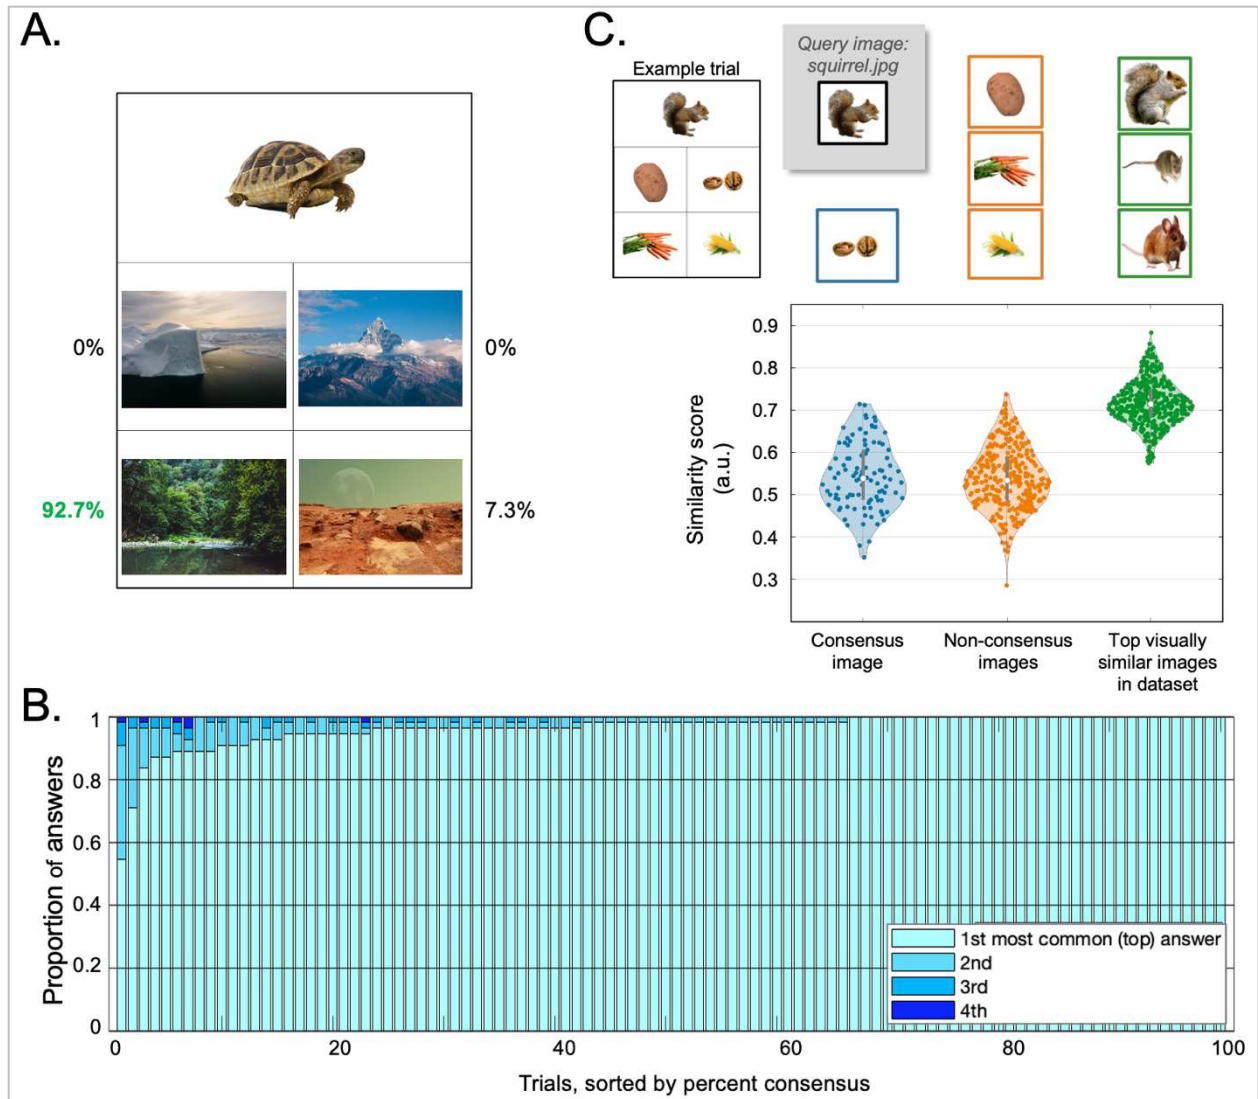 A.
0%
0%
92.7%
7.3%
C.
Example trial
Query image:
squirrel.jpg
0.9
0.8
0.7
0.6
0.5
0.4
0.3
Similarity score
(a.u.)
Consensus
image
Non-consensus
images
Top visually
similar images
in dataset
B.
1
0.8
0.6
0.4
0.2
0
Proportion of answers
1st most common (top) answer
2nd
3rd
4th
0
20
40
60
80
100
Trials, sorted by percent consensus